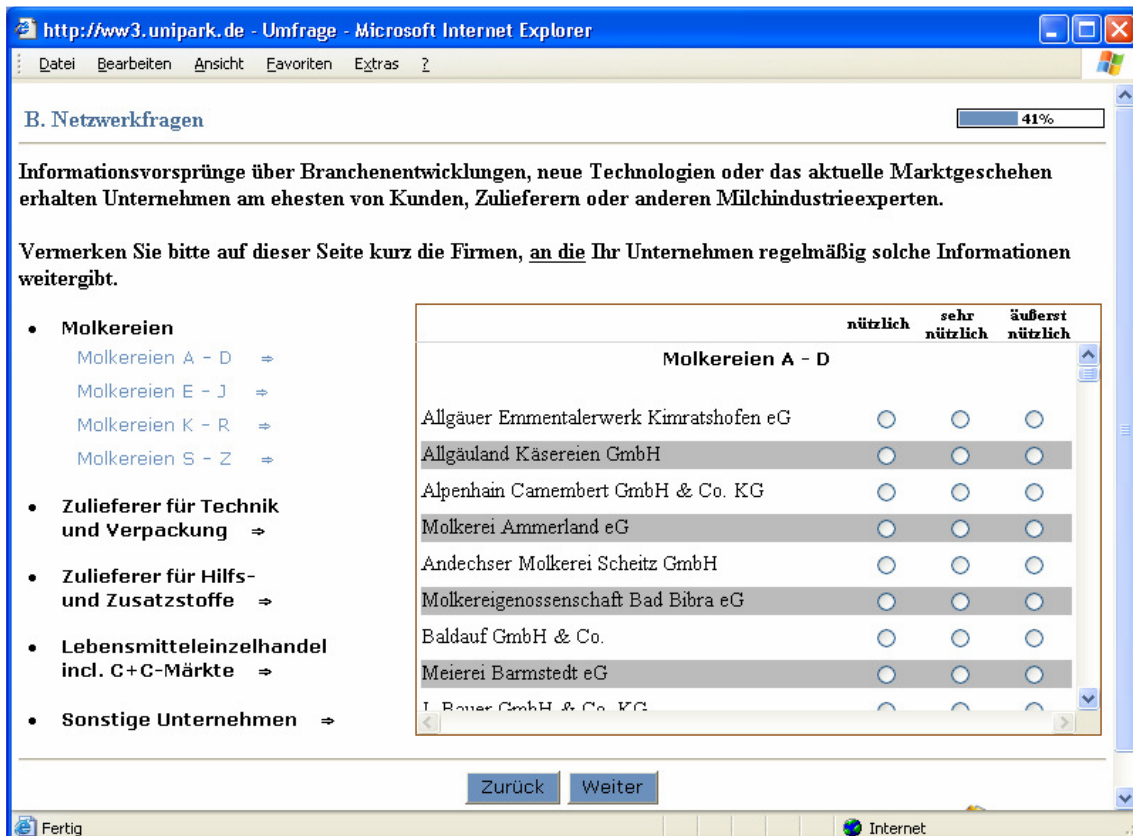 http://ww3.unipark.de - Umfrage - Microsoft Internet Explorer
Datei Bearbeiten Ansicht Favoriten Extras ?
B. Netzwerkfragen
41%
Informationsvorsprünge über Branchenentwicklungen, neue Technologien oder das aktuelle Marktgeschehen
erhalten Unternehmen am ehesten von Kunden, Zulieferern oder anderen Milchindustrieexperten.
Vermerken Sie bitte auf dieser Seite kurz die Firmen, an die Ihr Unternehmen regelmäßig solche Informationen
weitergibt.
• Molkereien
Molkereien A - D ⇒
Molkereien E - J ⇒
Molkereien K - R ⇒
Molkereien S - Z ⇒
• Zulieferer für Technik
und Verpackung ⇒
• Zulieferer für Hilfs-
und Zusatzstoffe ⇒
• Lebensmitteleinzelhandel
incl. C+C-Märkte ⇒
• Sonstige Unternehmen ⇒
nützlich
sehr
nützlich
äußerst
nützlich
Molkereien A - D
Allgäuer Emmentalerwerk Kimratshofen eG
Allgäuland Käsereien GmbH
Alpenhain Camembert GmbH & Co. KG
Molkerei Ammerland eG
Andechser Molkerei Scheitz GmbH
Molkereigenossenschaft Bad Bibra eG
Baldauf GmbH & Co.
Meierei Barmstedt eG
J. Bauer GmbH & Co. KG
Zurück Weiter
Fertig
Internet